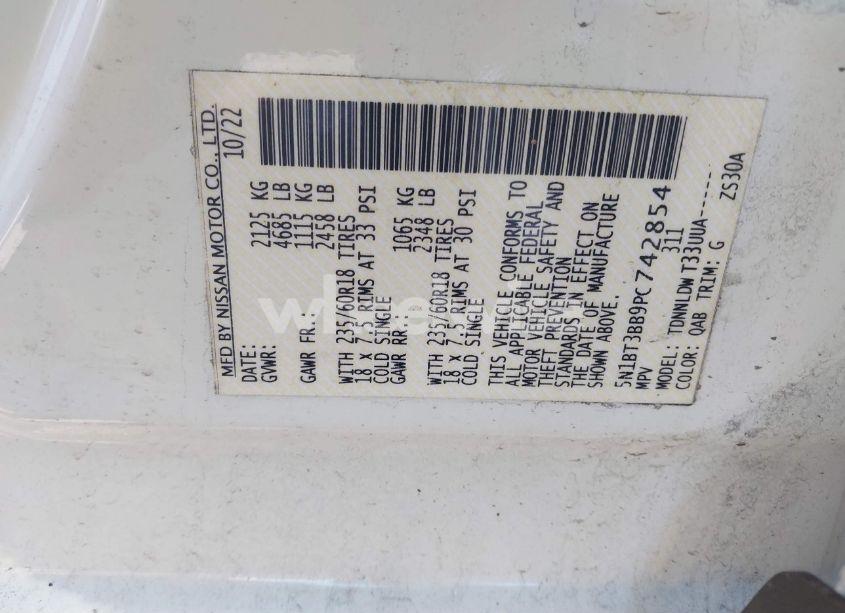 MFD BY NISSAN MOTOR CO., LTD.
DATE: 10/22
GVWR: 2125 KG
4685 LB
GAWR FR.: 1115 KG
2458 LB
WITH 235/60R18 TIRES
18 X 7.5 RIMS AT 33 PSI
COLD SINGLE
GAWR RR.: 1065 KG
2348 LB
WITH 235/60R18 TIRES
18 X 7.5 RIMS AT 30 PSI
COLD SINGLE
THIS VEHICLE CONFORMS TO
ALL APPLICABLE FEDERAL
MOTOR VEHICLE SAFETY AND
THEFT PREVENTION
STANDARDS IN EFFECT ON
THE DATE OF MANUFACTURE
SHOWN ABOVE.
5N1BT3BB9PC742854
MPV 311
MODEL: TDNNLDWT33UUA------
COLOR: QAB TRIM: G ZS30A